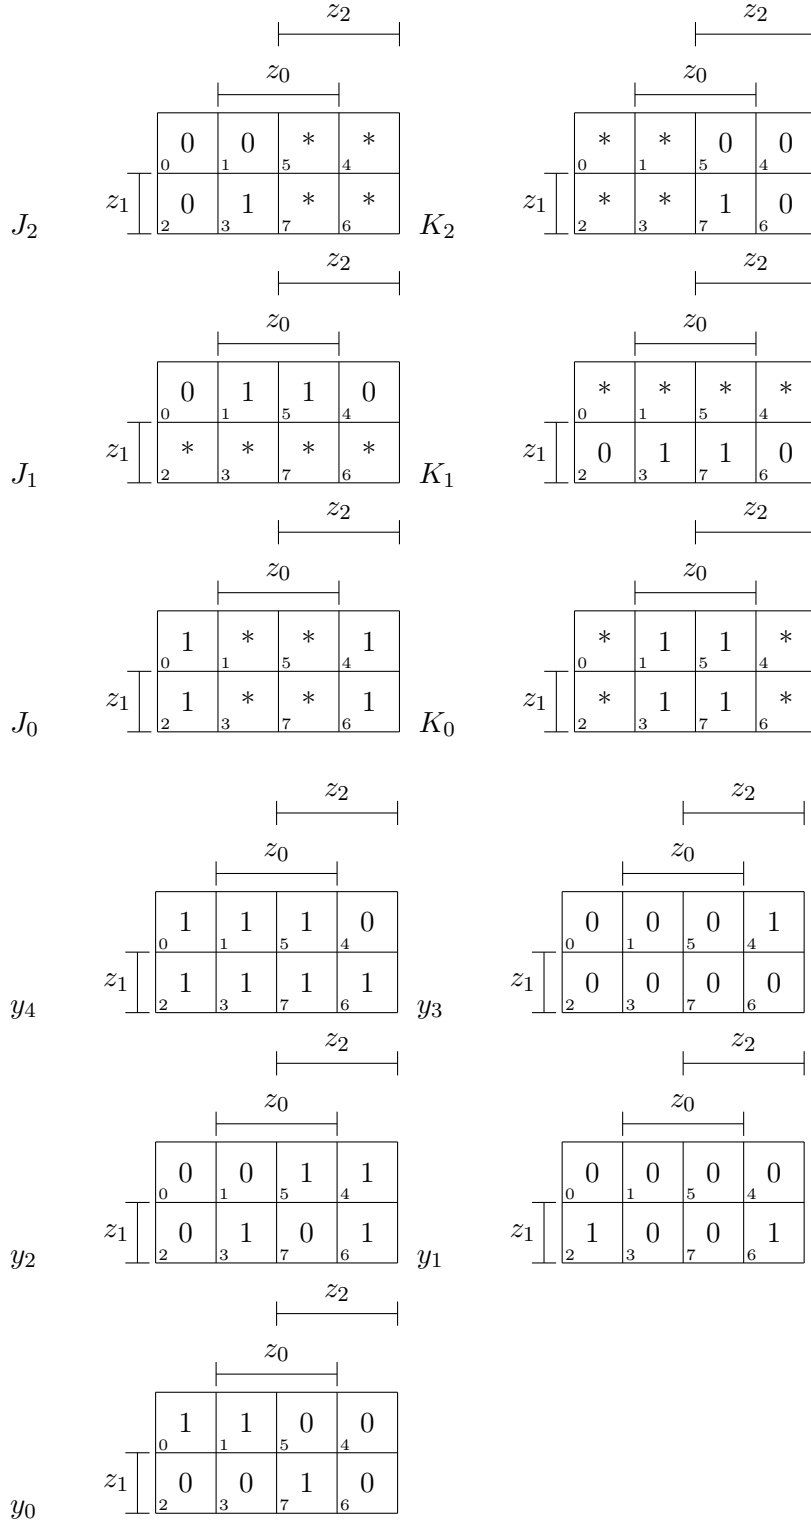 z2 z2
z0 z0
0 0 * * * * 0 0
0 1 5 4 0 1 5 4
z1 0 1 * * z1 * * 1 0
J2 2 3 7 6 K2 2 3 7 6
z2 z2
z0 z0
0 1 1 0 * * * *
0 1 5 4 0 1 5 4
z1 * * * * z1 0 1 1 0
J1 2 3 7 6 K1 2 3 7 6
z2 z2
z0 z0
1 * * 1 * 1 1 *
0 1 5 4 0 1 5 4
z1 1 * * 1 z1 * 1 1 *
J0 2 3 7 6 K0 2 3 7 6
z2 z2
z0 z0
1 1 1 0 0 0 0 1
0 1 5 4 0 1 5 4
z1 1 1 1 1 z1 0 0 0 0
y4 2 3 7 6 y3 2 3 7 6
z2 z2
z0 z0
0 0 1 1 0 0 0 0
0 1 5 4 0 1 5 4
z1 0 1 0 1 z1 1 0 0 1
y2 2 3 7 6 y1 2 3 7 6
z2
z0
1 1 0 0
0 1 5 4
z1 0 0 1 0
y0 2 3 7 6